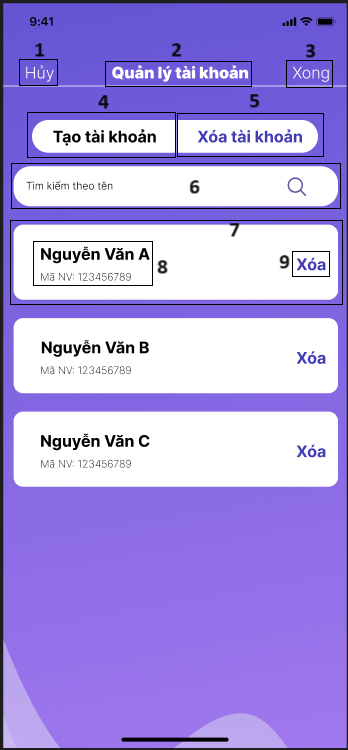 9:41
1 2 3
Hủy Quản lý tài khoản Xong
4 5
Tạo tài khoản Xóa tài khoản
Tìm kiếm theo tên 6
7
Nguyễn Văn A
8 9 Xóa
Mã NV: 123456789
Nguyễn Văn B
Xóa
Mã NV: 123456789
Nguyễn Văn C
Xóa
Mã NV: 123456789